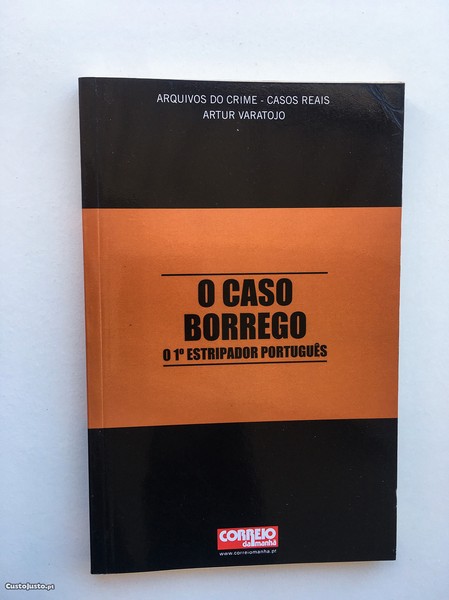 ARQUIVOS DO CRIME - CASOS REAIS
ARTUR VARATOJO
O CASO
BORREGO
O 1º ESTRIPADOR PORTUGUÊS
CORREIO
da manhã
www.correiomanha.pt
CustoJusto.pt